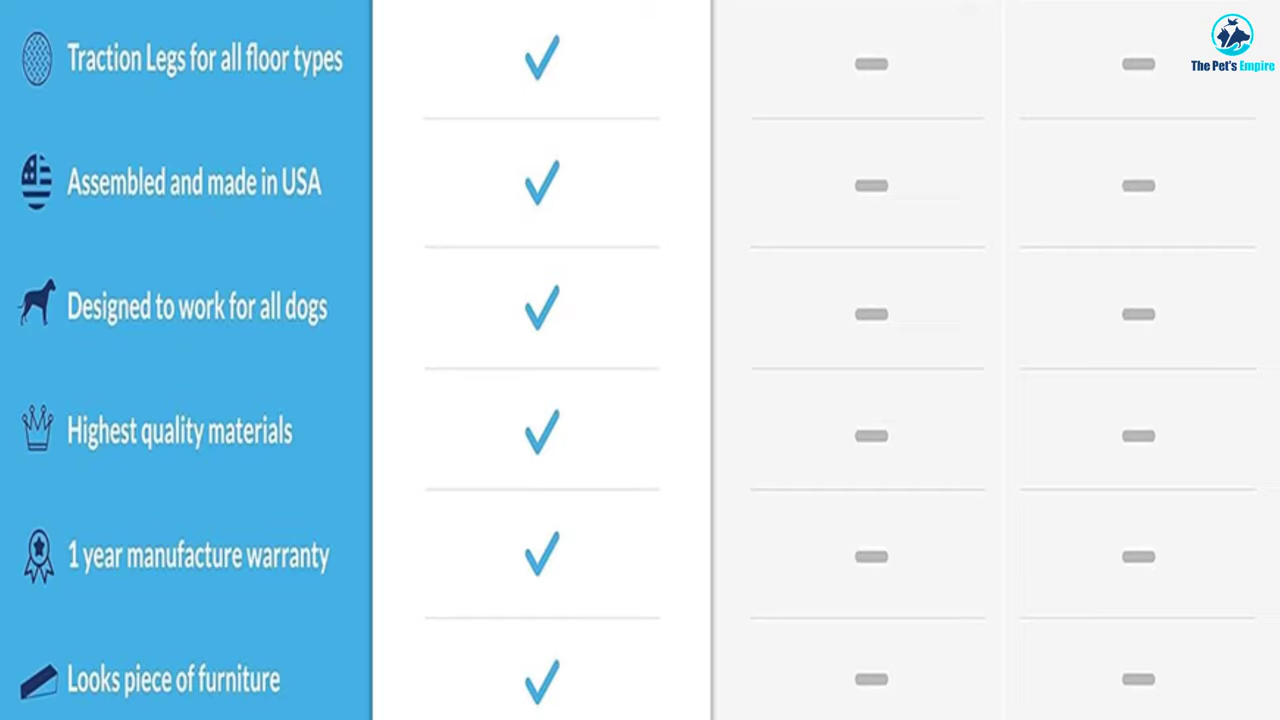 Traction Legs for all floor types
The Pet's Empire
Assembled and made in USA
Designed to work for all dogs
Highest quality materials
1 year manufacture warranty
Looks piece of furniture